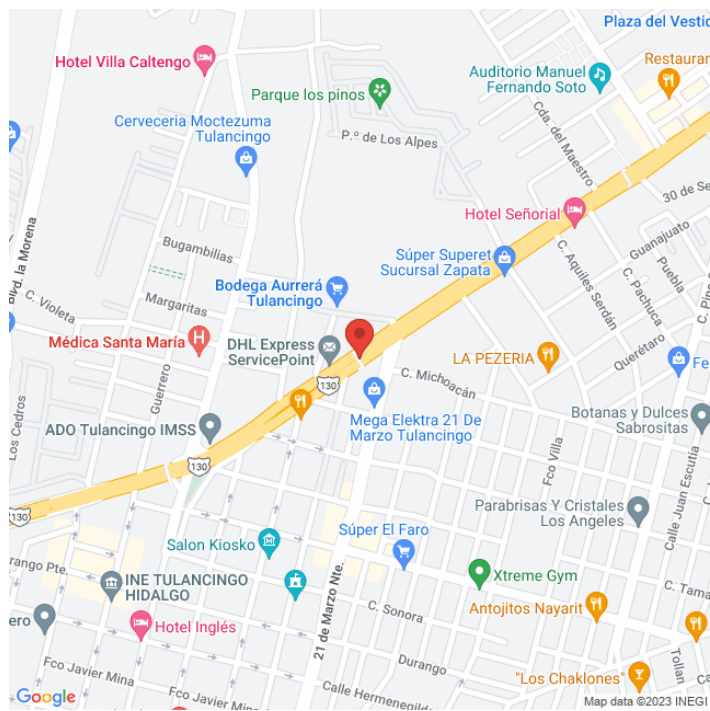 Plaza del Vestid
Hotel Villa Caltengo
Restaurar
Auditorio Manuel
Fernando Soto
Parque los pinos
Cerveceria Moctezuma
Tulancingo
P.º de Los Alpes
Cda. del Maestro
30 de Se
Hotel Señorial
Blvd. la Morena
Guanajuato
Bugambilias
Súper Superet
Sucursal Zapata
Puebla
C. Pachuca
C. Aquiles Serdán
C. Pino S
Bodega Aurrerá
Tulancingo
C. Violeta
Margaritas
Médica Santa María
DHL Express
ServicePoint
LA PEZERIA
Querétaro
Fe
130
C. Michoacán
Guerrero
Los Cedros
ADO Tulancingo IMSS
Mega Elektra 21 De
Marzo Tulancingo
Botanas y Dulces
Sabrositas
130
Fco Villa
Calle Juan Escutia
130
Parabrisas Y Cristales
Los Angeles
Salon Kiosko
Súper El Faro
rango Pte.
INE TULANCINGO
HIDALGO
Xtreme Gym
C. Tama
21 de Marzo Nte.
C. Sonora
Antojitos Nayarit
ero
Hotel Inglés
Durango
Tollan
Fco Javier Mina
Fco Javier Mina
"Los Chaklones"
Calle Hermenegild
Ca
Google
Map data ©2023 INEGI